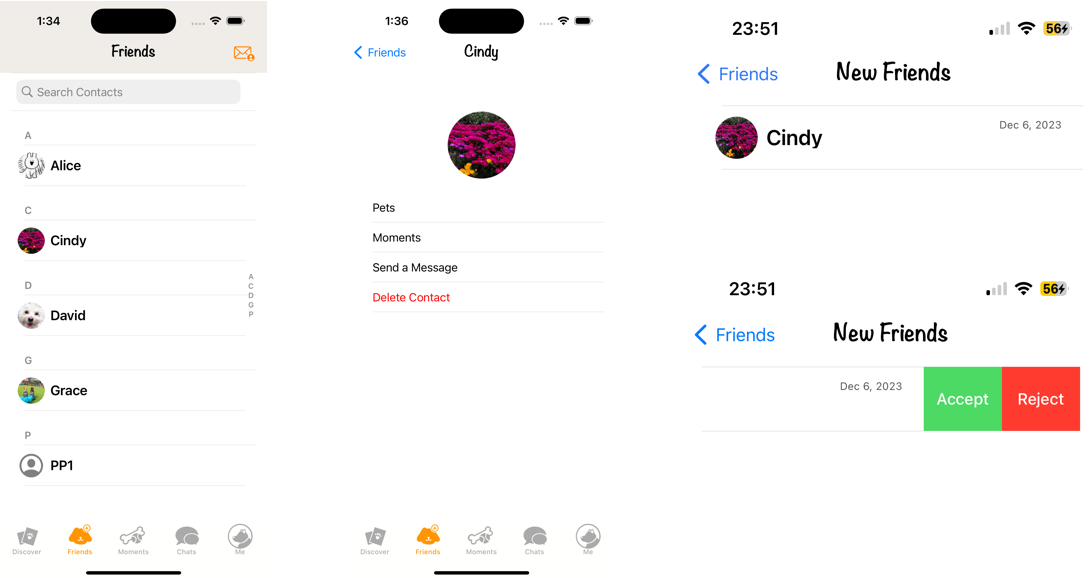 1:34
Friends
Search Contacts
A
Alice
C
Cindy
D
David
G
Grace
P
PP1
A
C
D
G
P
Discover Friends Moments Chats Me
1:36
Friends Cindy
Pets
Moments
Send a Message
Delete Contact
Discover Friends Moments Chats Me
23:51 56
Friends New Friends
Dec 6, 2023
Cindy
23:51 56
Friends New Friends
Dec 6, 2023
Accept Reject